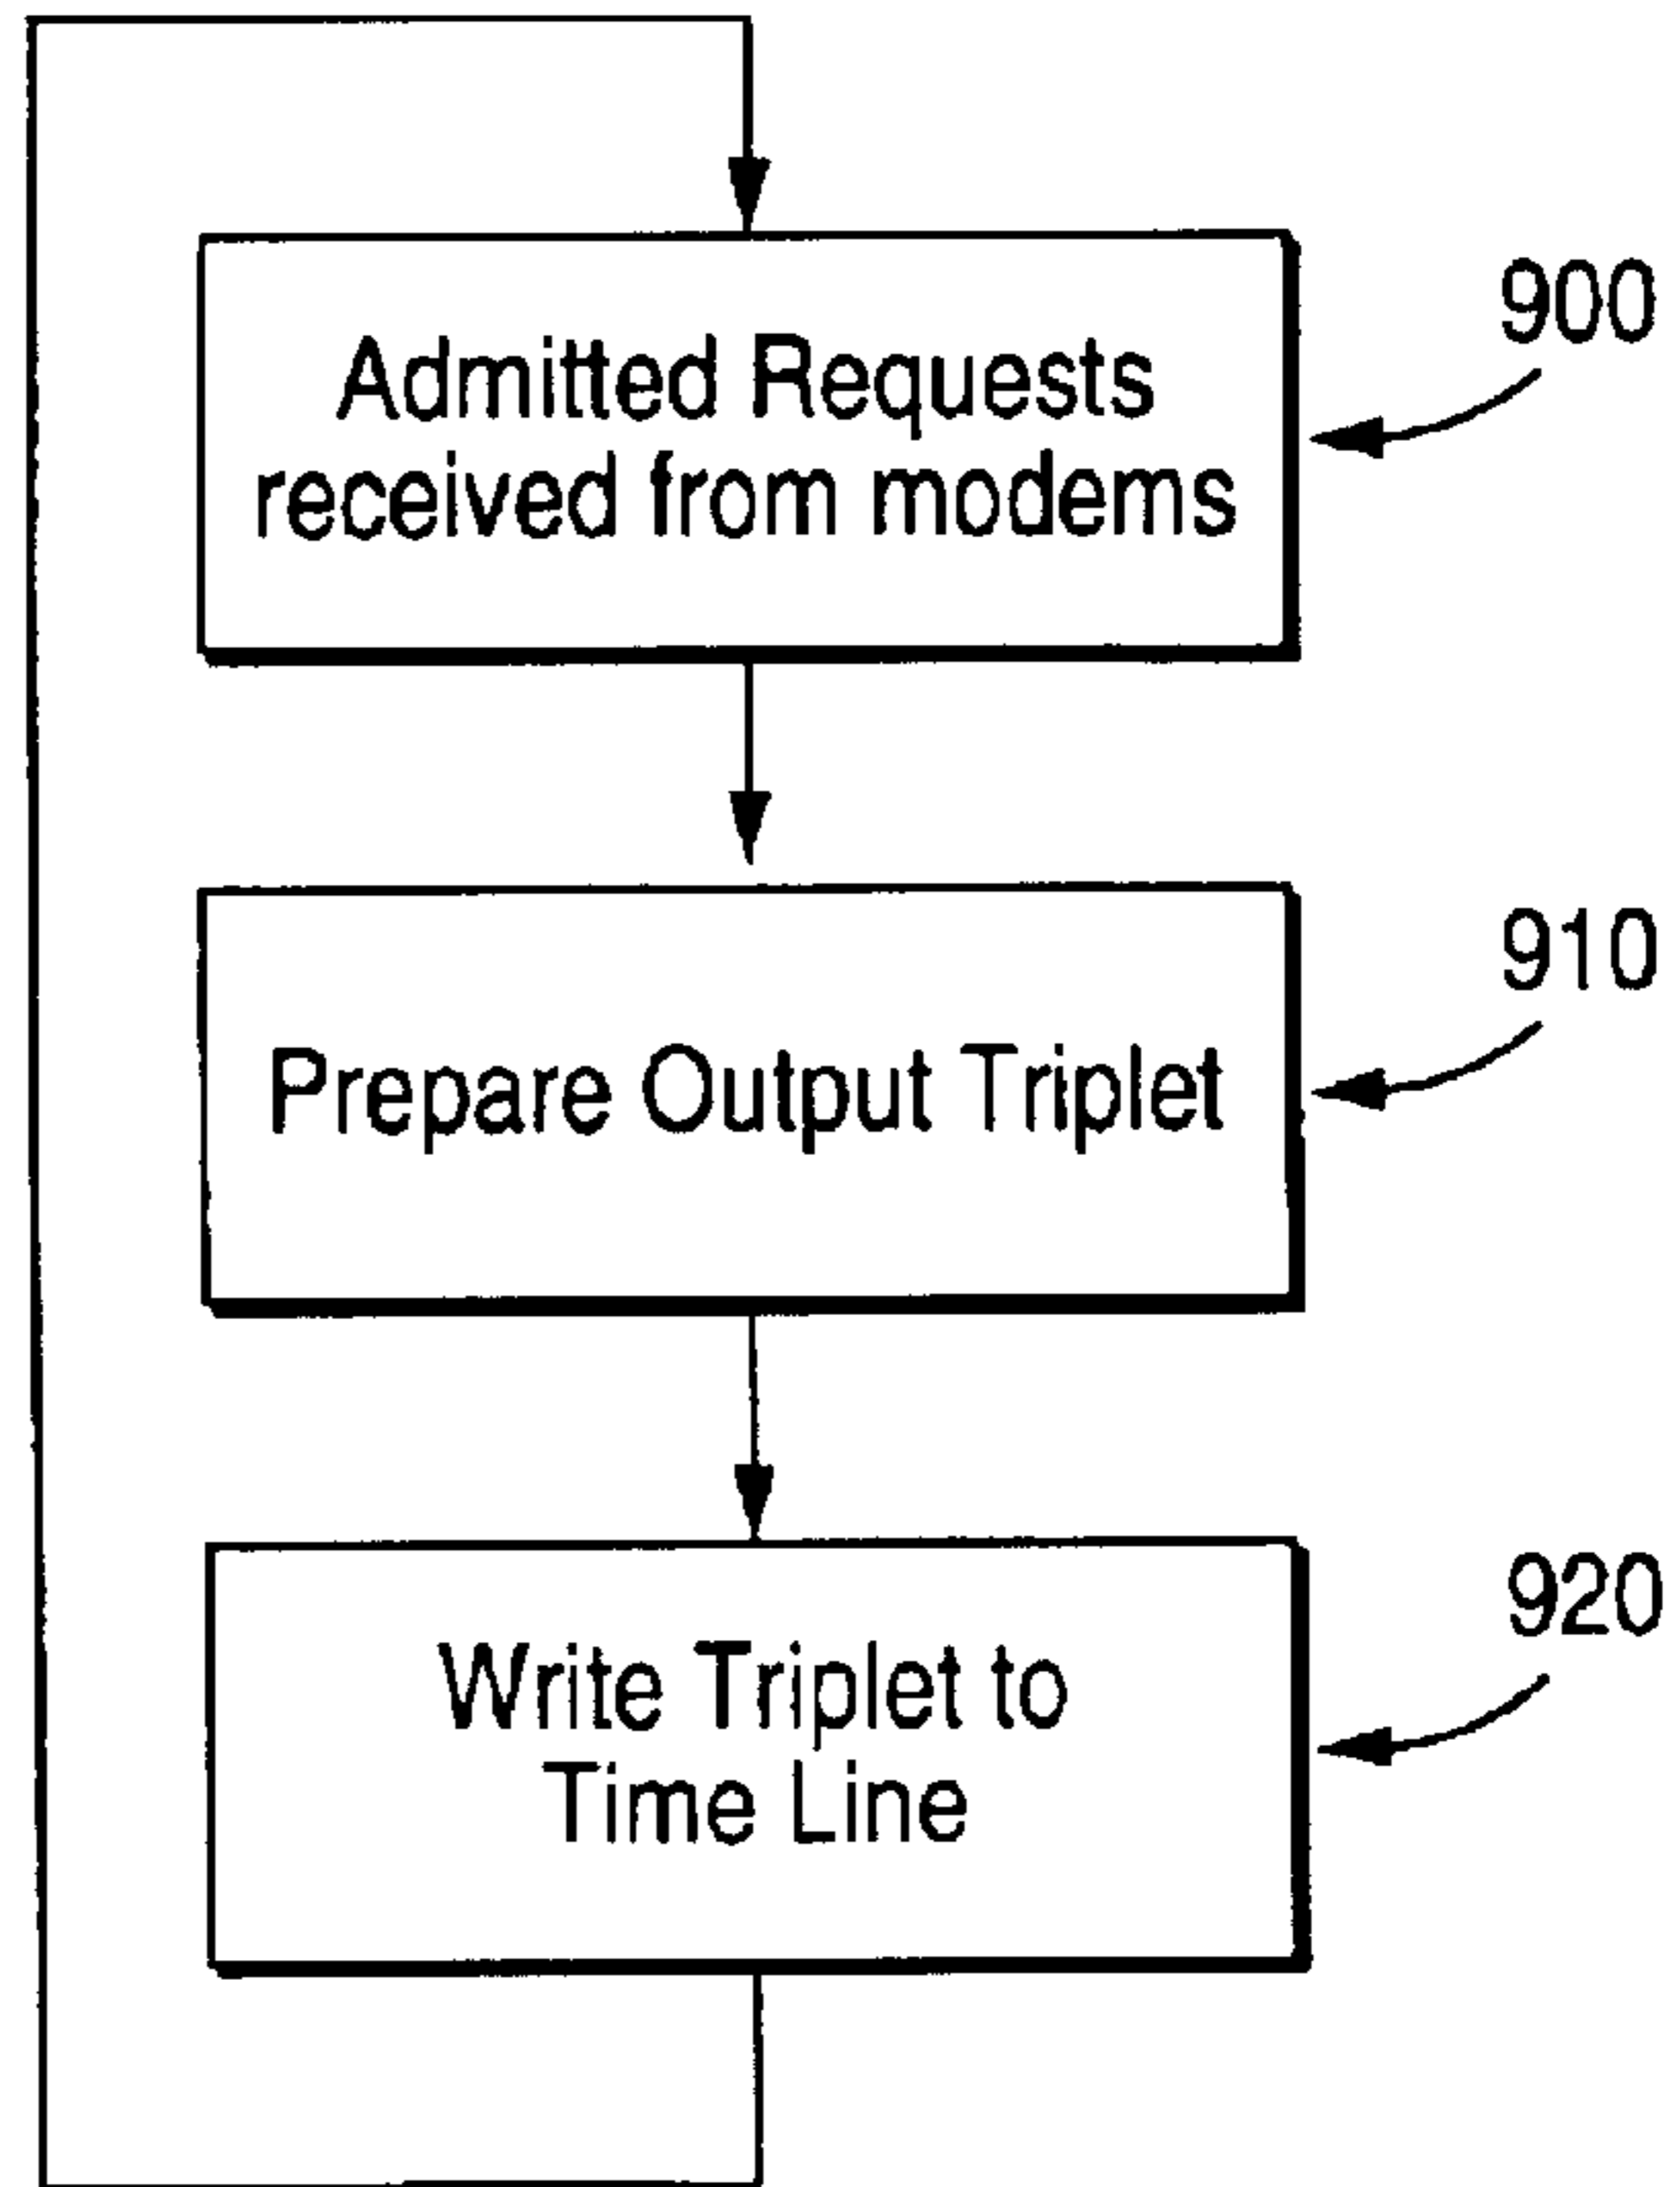 Admitted Requests
received from modems
900
Prepare Output Triplet
910
Write Triplet to
Time Line
920